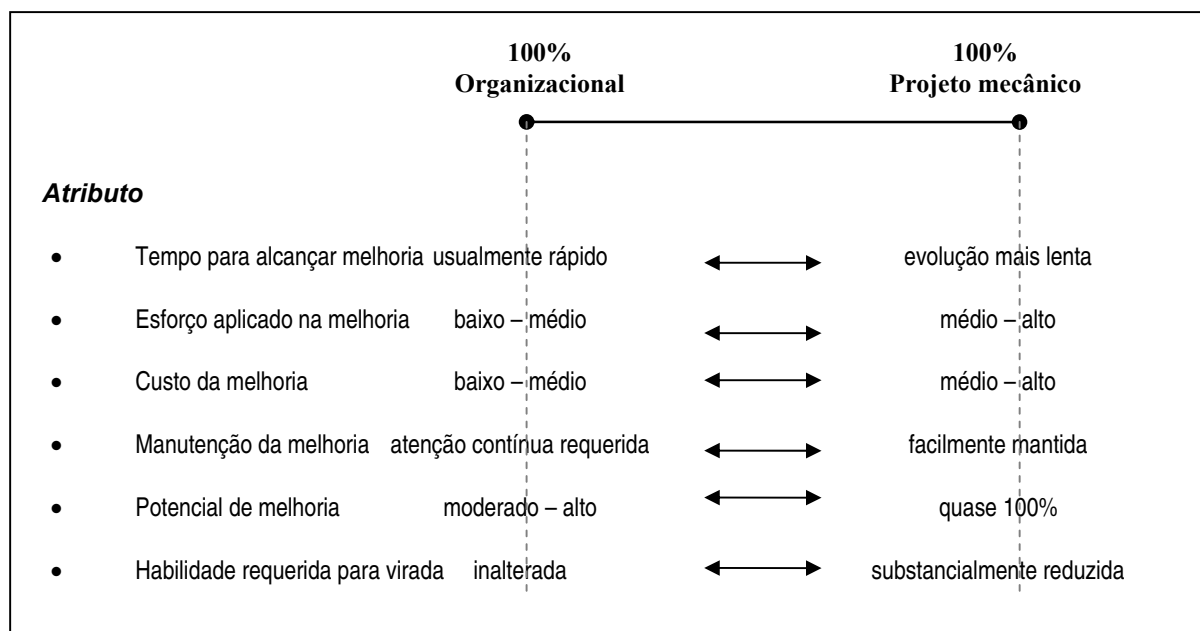 100% 100%
Organizacional Projeto mecânico
Atributo
• Tempo para alcançar melhoria usualmente rápido evolução mais lenta
• Esforço aplicado na melhoria baixo – médio médio – alto
• Custo da melhoria baixo – médio médio – alto
• Manutenção da melhoria atenção contínua requerida facilmente mantida
• Potencial de melhoria moderado – alto quase 100%
• Habilidade requerida para virada inalterada substancialmente reduzida